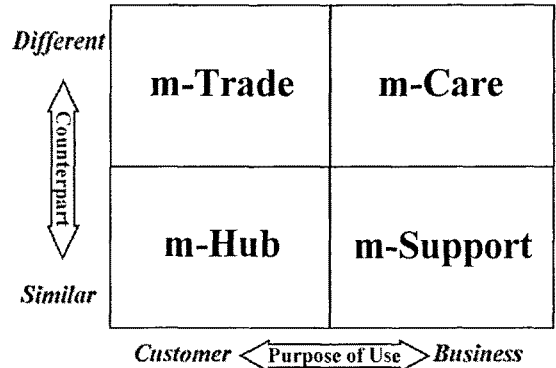 Different
m-Trade
m-Care
Counterpart
m-Hub
m-Support
Similar
Customer
Purpose of Use
Business